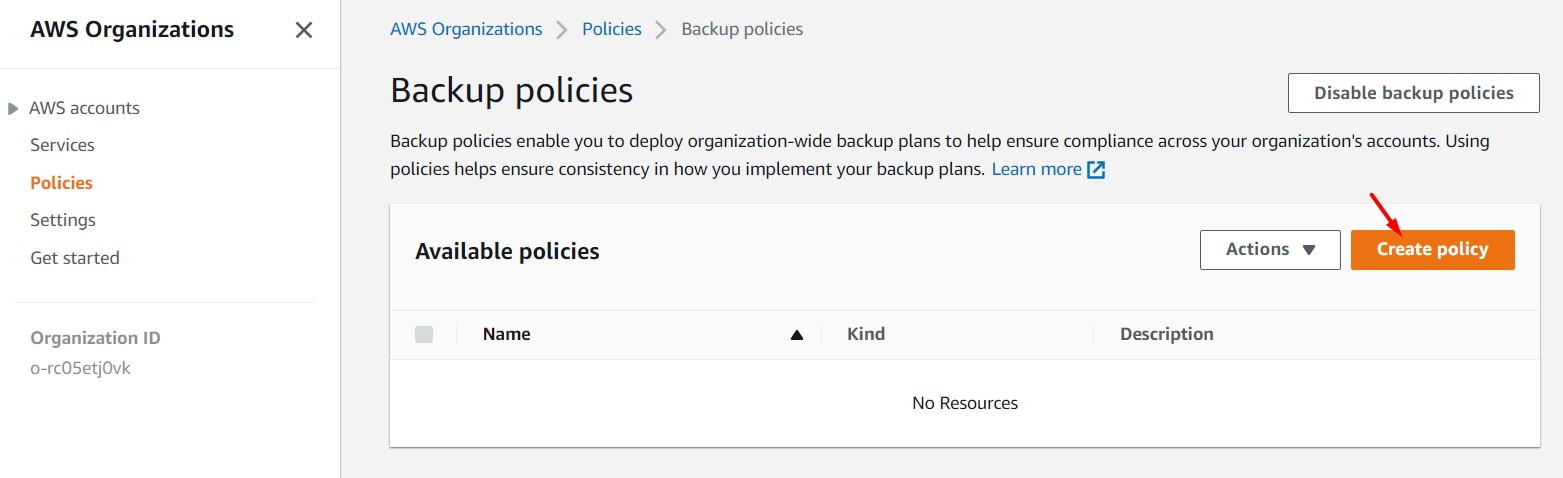 AWS Organizations
AWS accounts
Services
Policies
Settings
Get started
Organization ID
o-rc05etj0vk
AWS Organizations
Policies
Backup policies
Backup policies
Disable backup policies
Backup policies enable you to deploy organization-wide backup plans to help ensure compliance across your organization's accounts. Using
policies helps ensure consistency in how you implement your backup plans. Learn more
Available policies
Actions
Create policy
Name
Kind
Description
No Resources